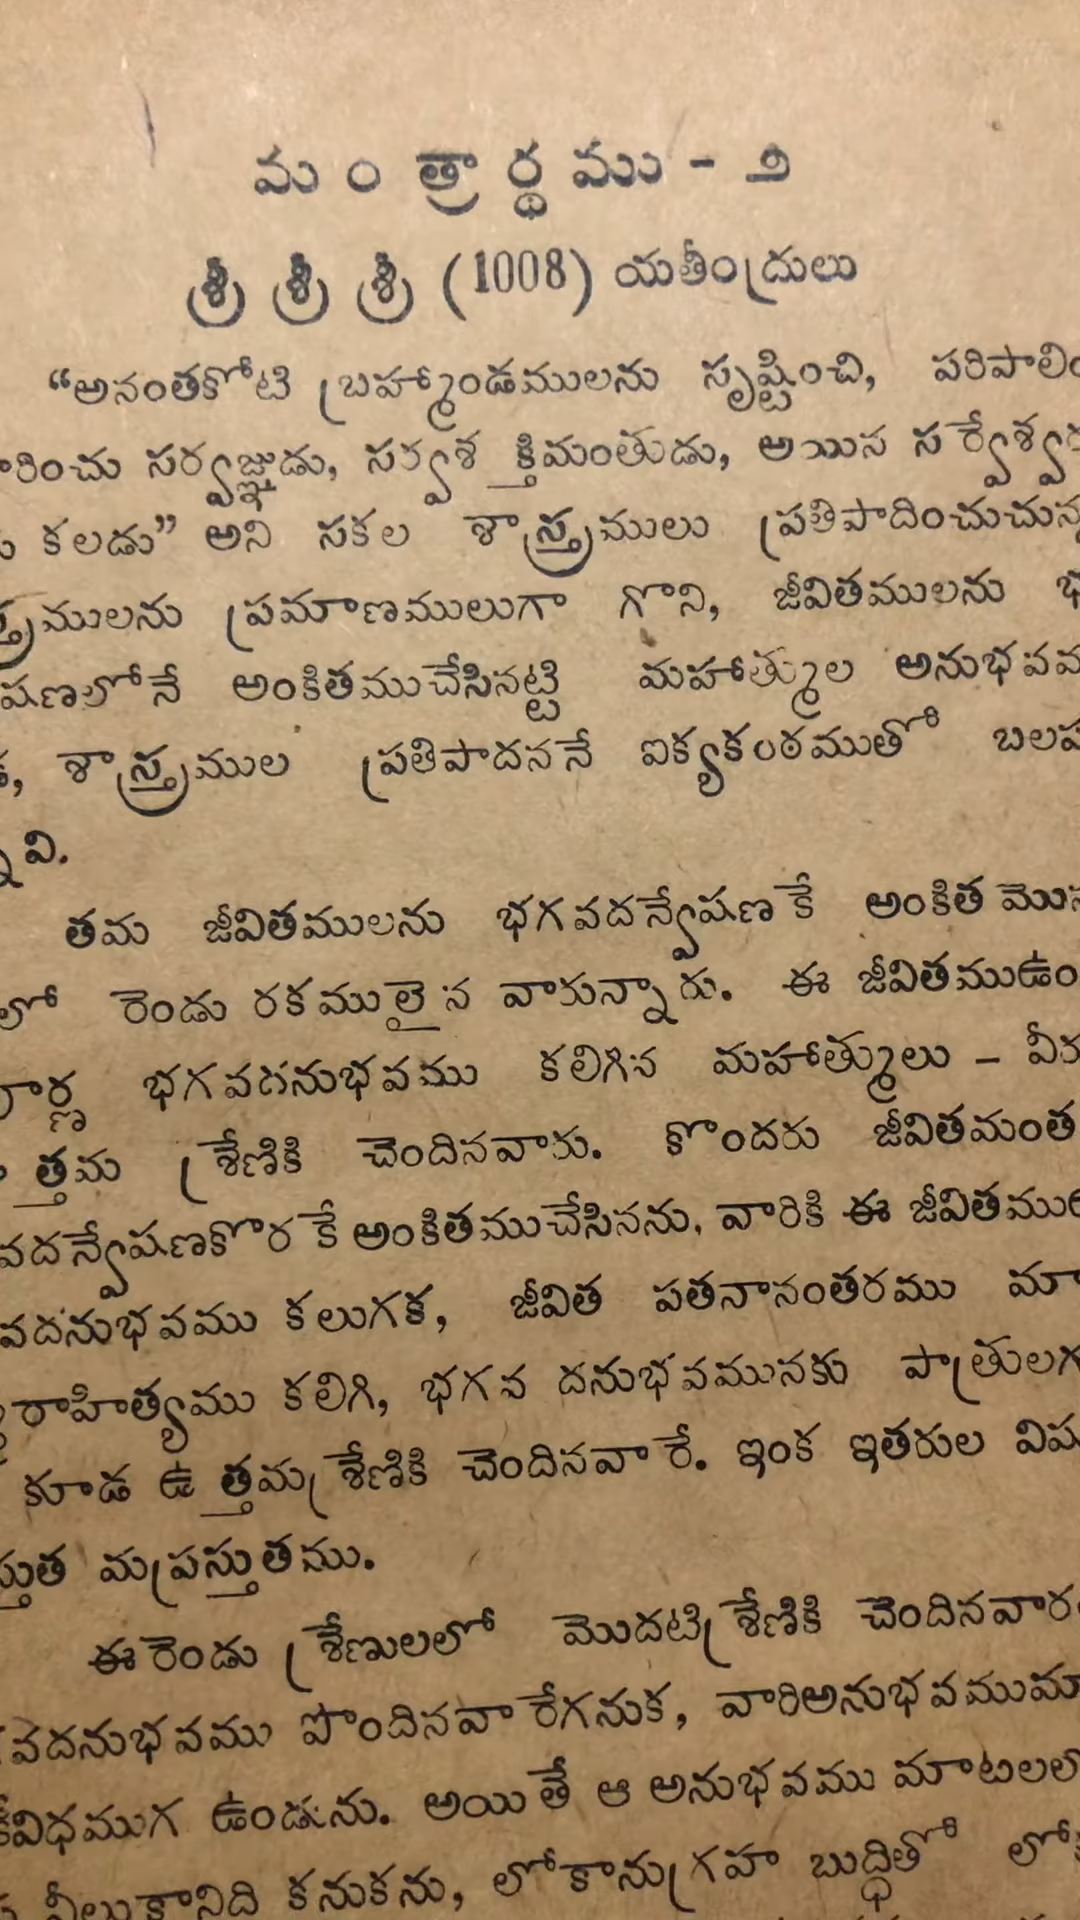 మంత్రార్థము - ౨
శ్రీ శ్రీ శ్రీ (1008) యతీంద్రులు
“అనంతకోటి బ్రహ్మాండములను సృష్టించి, పరిపాలిం
రించు సర్వజ్ఞుడు, సర్వశక్తిమంతుడు, అయిన సర్వేశ్వ
కలడు” అని సకల శాస్త్రములు ప్రతిపాదించుచున్న
స్త్రములను ప్రమాణములుగా గొని, జీవితములను భ
షణలోనే అంకితముచేసినట్టి మహాత్ముల అనుభవమ
శాస్త్రముల ప్రతిపాదననే ఐక్యకంఠముతో బలప
న్నవి.
తమ జీవితములను భగవదన్వేషణకే అంకితమొన
లో రెండు రకములైన వారున్నారు. ఈ జీవితముఉం
భగవదనుభవము కలిగిన మహాత్ములు – వీర
త్తమ శ్రేణికి చెందినవారు. కొందరు జీవితమంత
వదన్వేషణకొరకే అంకితముచేసినను, వారికి ఈ జీవితము
వదనుభవము కలుగక, జీవిత పతనానంతరము మా
రాహిత్యము కలిగి, భగవదనుభవమునకు పాత్రులగ
కూడ ఉత్తమశ్రేణికి చెందినవారే. ఇంక ఇతరుల విష
స్తుత మప్రస్తుతము.
ఈ రెండు శ్రేణులలో మొదటిశ్రేణికి చెందినవార
వదనుభవము పొందినవారేగనుక, వారిఅనుభవముమా
కేవిధముగ ఉండును. అయితే ఆ అనుభవము మాటలలో
వీలుకానిది కనుకను, లోకానుగ్రహ బుద్ధితో లో